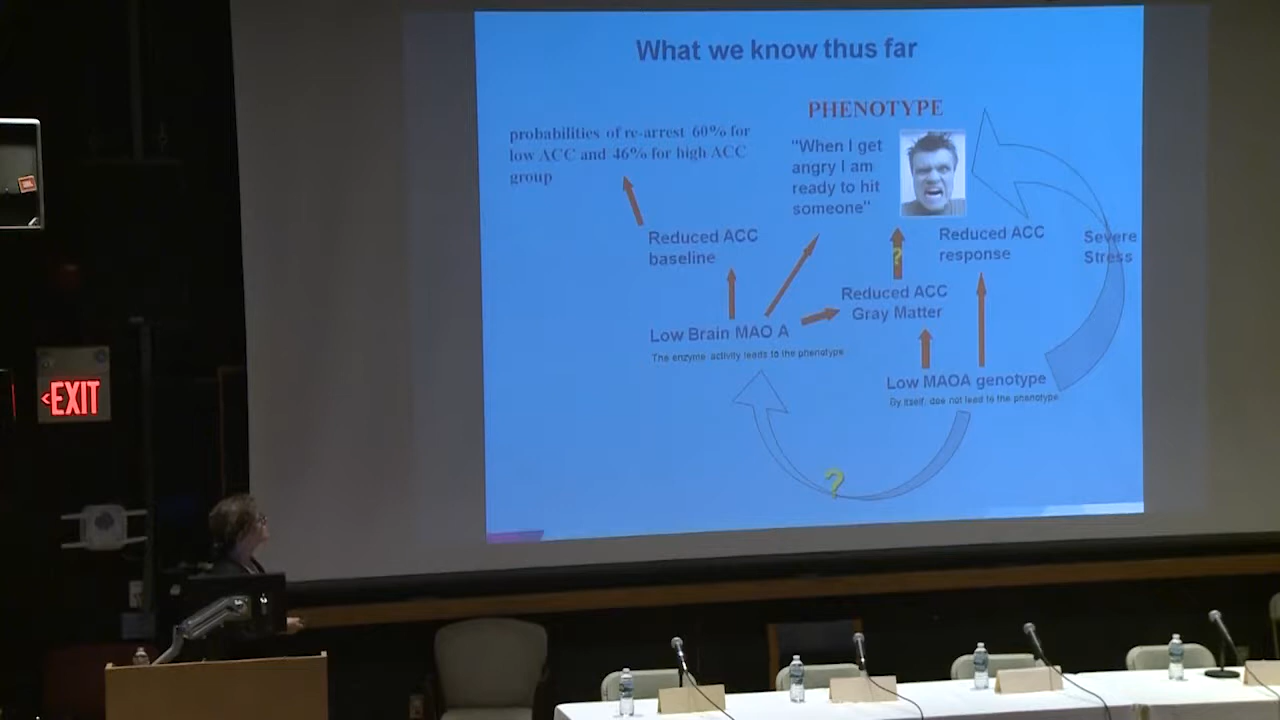 What we know thus far
probabilities of re-arrest 60% for
low ACC and 46% for high ACC
group
PHENOTYPE
"When I get
angry I am
ready to hit
someone"
Reduced ACC
baseline
?
Reduced ACC
response
Severe
Stress
Reduced ACC
Gray Matter
Low Brain MAO A
The enzyme activity leads to the phenotype
Low MAOA genotype
By itself, doe not lead to the phenotype
?
<EXIT